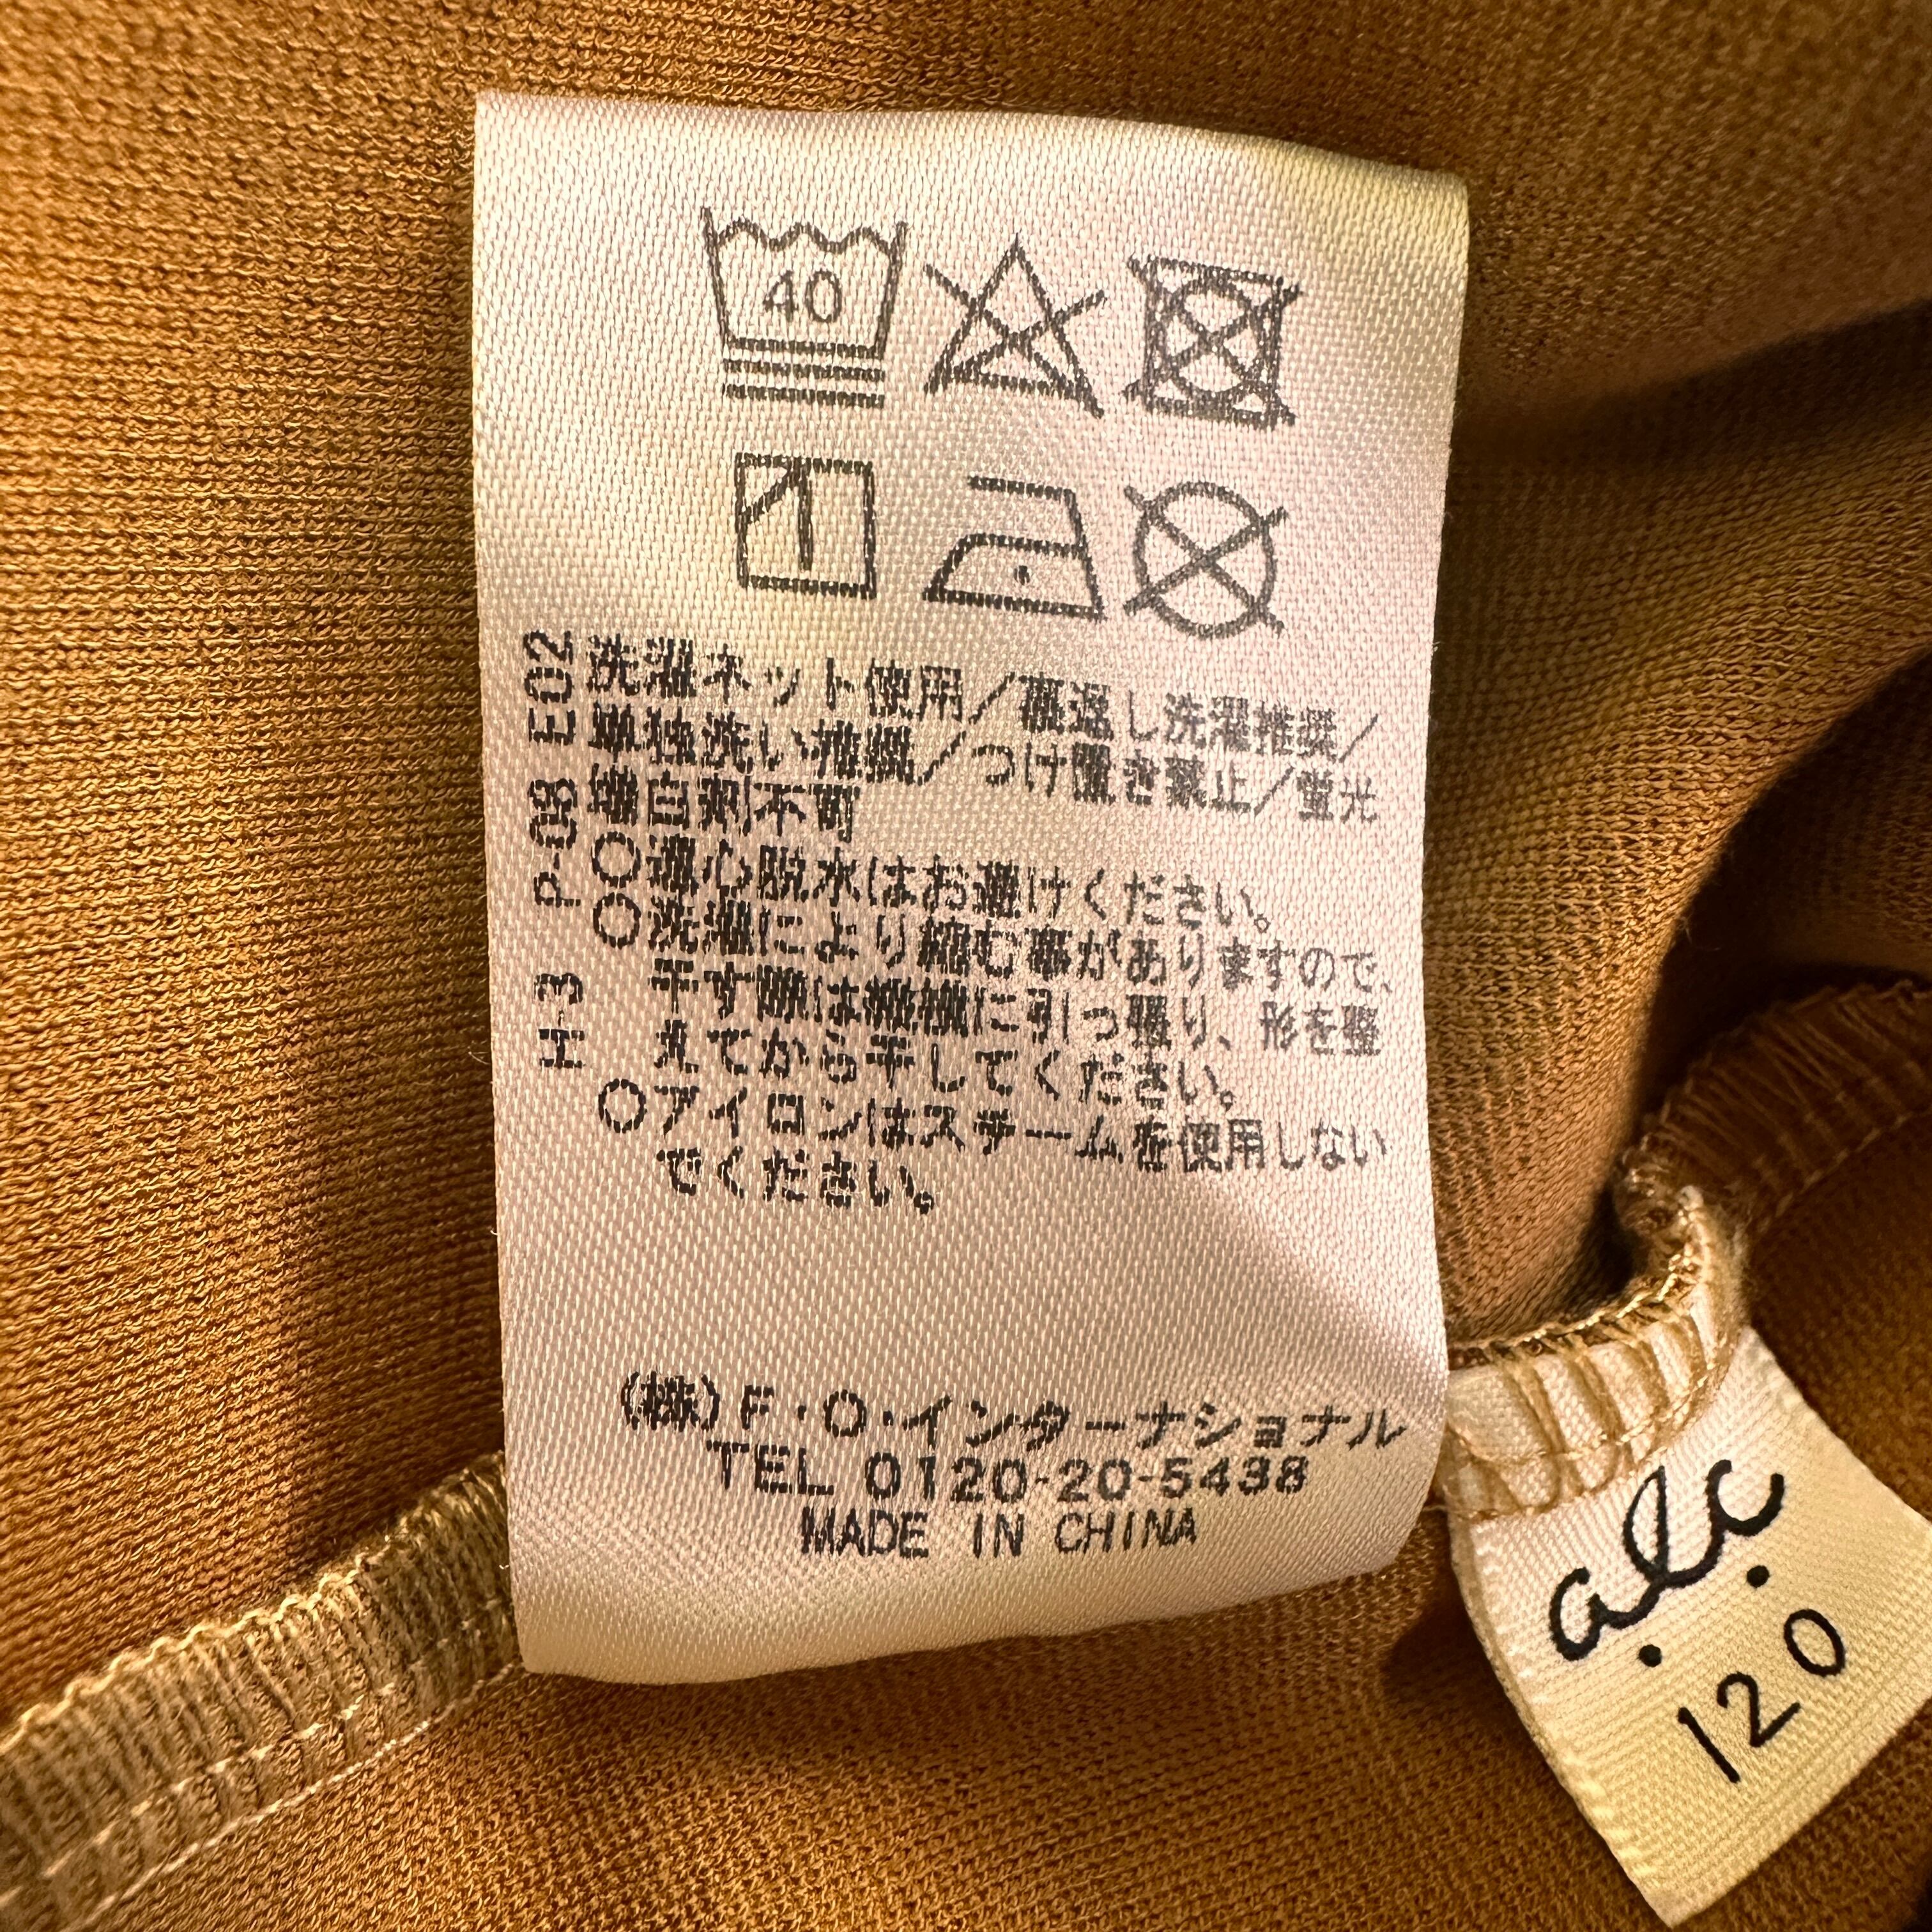 40
洗濯ネット使用／裏返し洗濯推奨／
単独洗い推奨／つけ置き禁止／蛍光
増白剤不可
〇遠心脱水はお避けください。
〇洗濯により縮む事がありますので、
干す際は縦横に引っ張り、形を整
えてから干してください。
〇アイロンはスチームを使用しない
でください。
H-3 P-08 E02
(株)F・O・インターナショナル
TEL 0120-20-5438
MADE IN CHINA
a.l.c
120